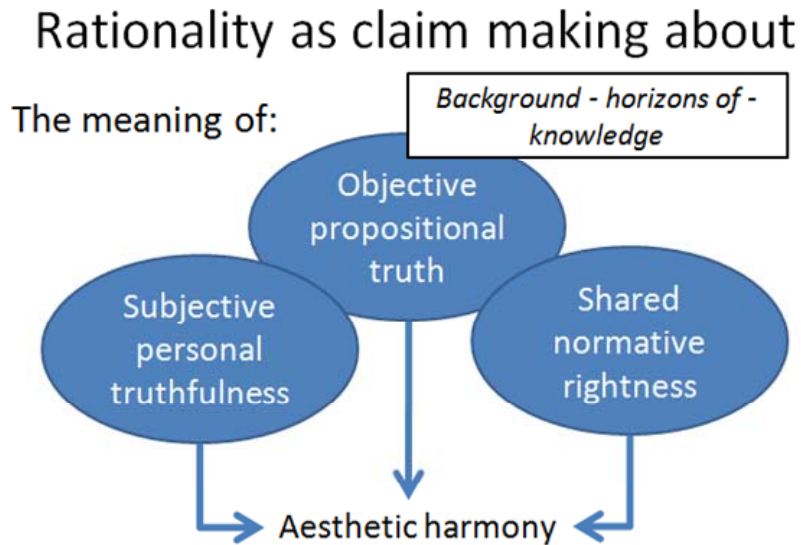 Rationality as claim making about
Background - horizons of -
knowledge
The meaning of:
Objective
propositional
truth
Subjective
personal
truthfulness
Shared
normative
rightness
Aesthetic harmony